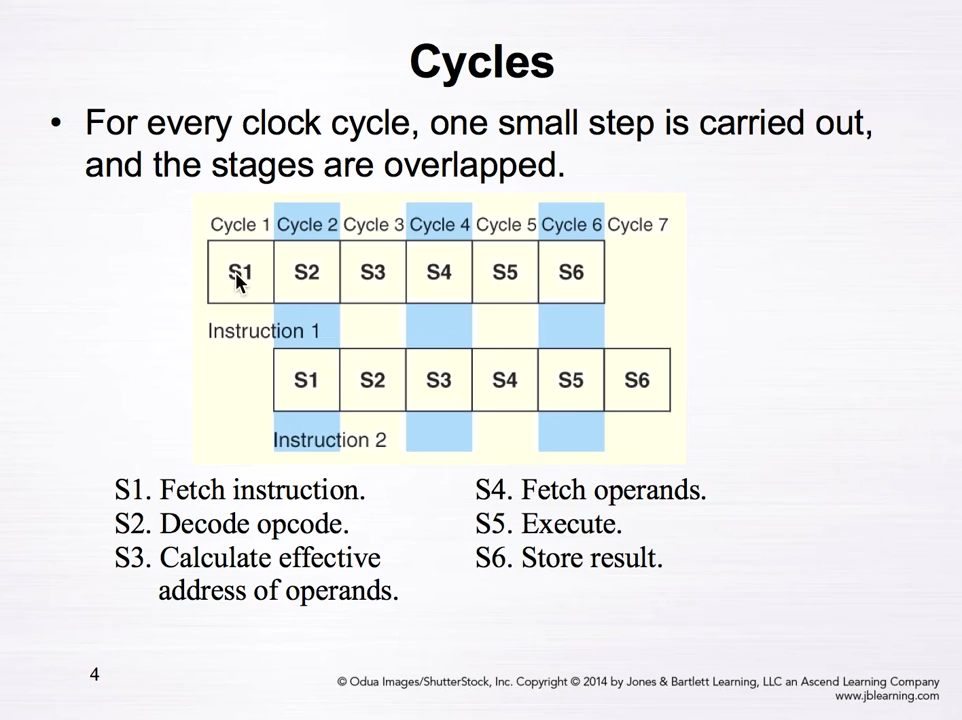 Cycles
• For every clock cycle, one small step is carried out,
and the stages are overlapped.
Cycle 1 Cycle 2 Cycle 3 Cycle 4 Cycle 5 Cycle 6 Cycle 7
S1 S2 S3 S4 S5 S6
Instruction 1
S1 S2 S3 S4 S5 S6
Instruction 2
S1. Fetch instruction.
S2. Decode opcode.
S3. Calculate effective
address of operands.
S4. Fetch operands.
S5. Execute.
S6. Store result.
4
© Odua Images/ShutterStock, Inc. Copyright © 2014 by Jones & Bartlett Learning, LLC an Ascend Learning Company
www.jblearning.com